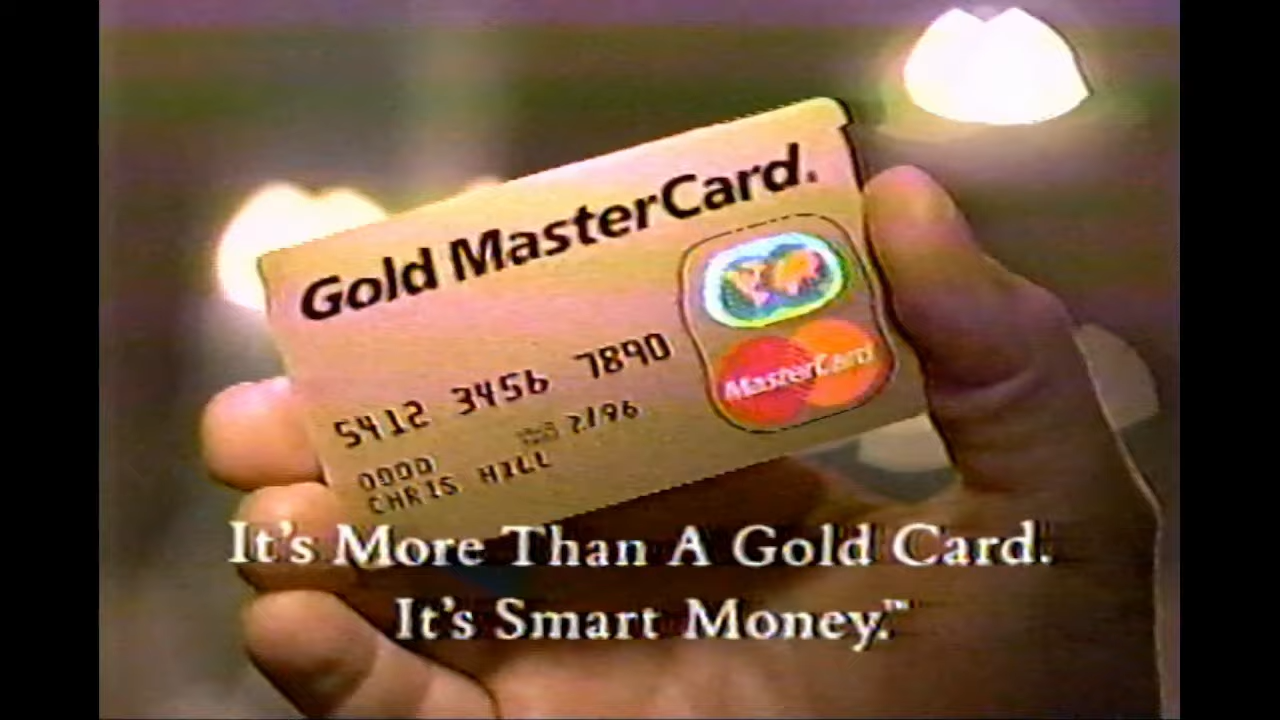 Gold MasterCard.
MasterCard
5412 3456 7890
2/96
0000
CHRIS HILL
It's More Than A Gold Card.
It's Smart Money.™